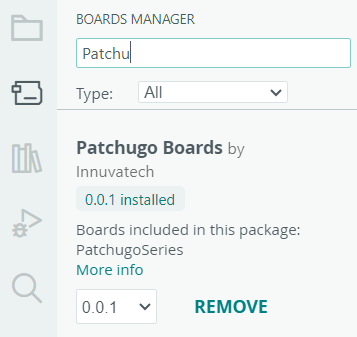 BOARDS MANAGER
Patchu
Type: All
Patchugo Boards by
Innuvatech
0.0.1 installed
Boards included in this package:
PatchugoSeries
More info
0.0.1 REMOVE